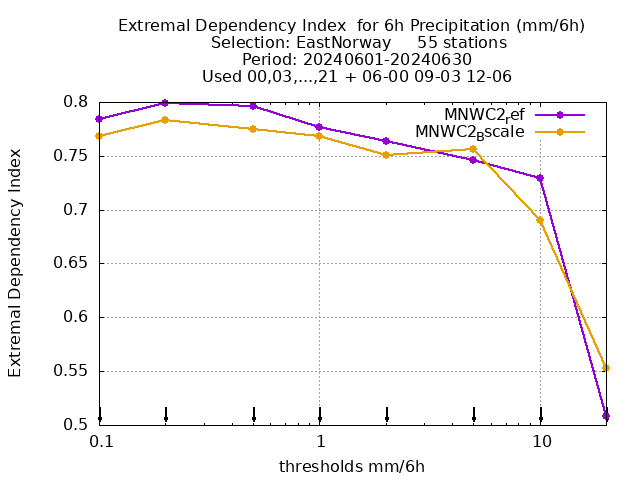 Extremal Dependency Index  for 6h Precipitation (mm/6h)
Selection: EastNorway     55 stations
Period: 20240601-20240630
Used 00,03,...,21 + 06-00 09-03 12-06
MNWC2ref
MNWC2Bscale
0.8
0.75
0.7
0.65
0.6
0.55
0.5
Extremal Dependency Index
0.1 1 10
thresholds mm/6h